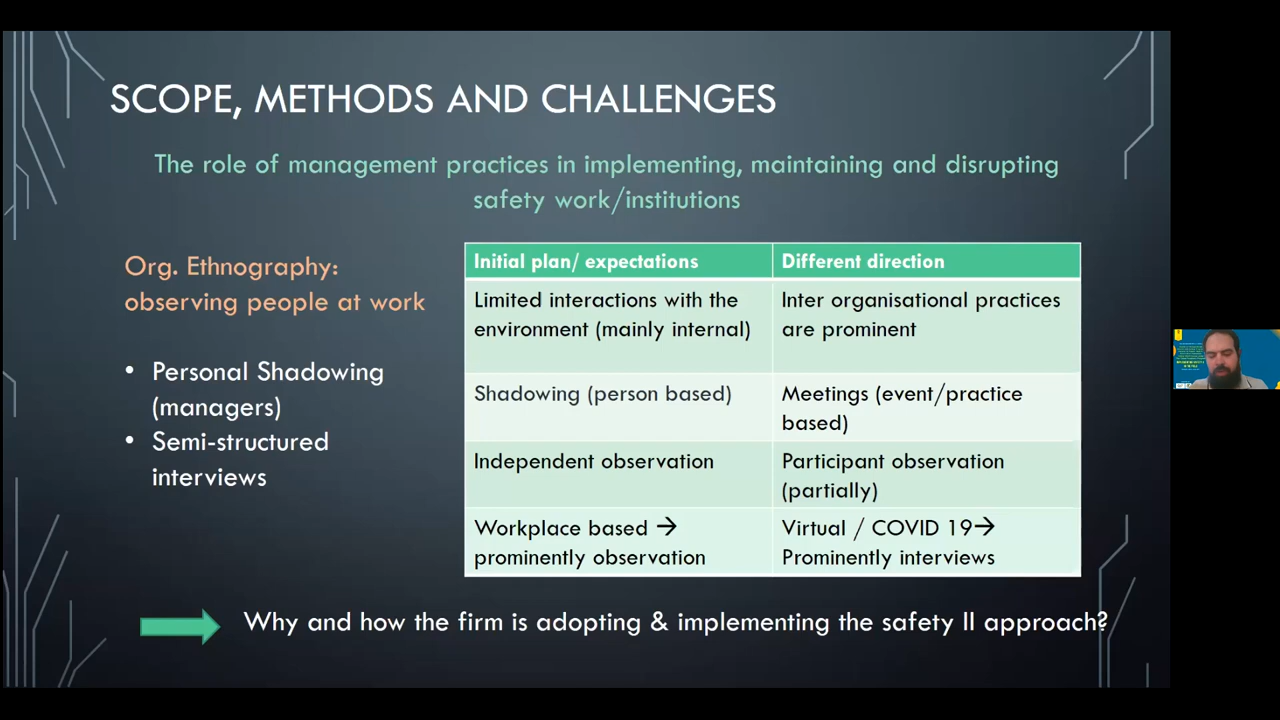 SCOPE, METHODS AND CHALLENGES
The role of management practices in implementing, maintaining and disrupting
safety work/institutions
Org. Ethnography:
observing people at work
• Personal Shadowing
(managers)
• Semi-structured
interviews
Initial plan/ expectations
Different direction
Limited interactions with the
environment (mainly internal)
Inter organisational practices
are prominent
Shadowing (person based)
Meetings (event/practice
based)
Independent observation
Participant observation
(partially)
Workplace based →
prominently observation
Virtual / COVID 19→
Prominently interviews
Why and how the firm is adopting & implementing the safety II approach?